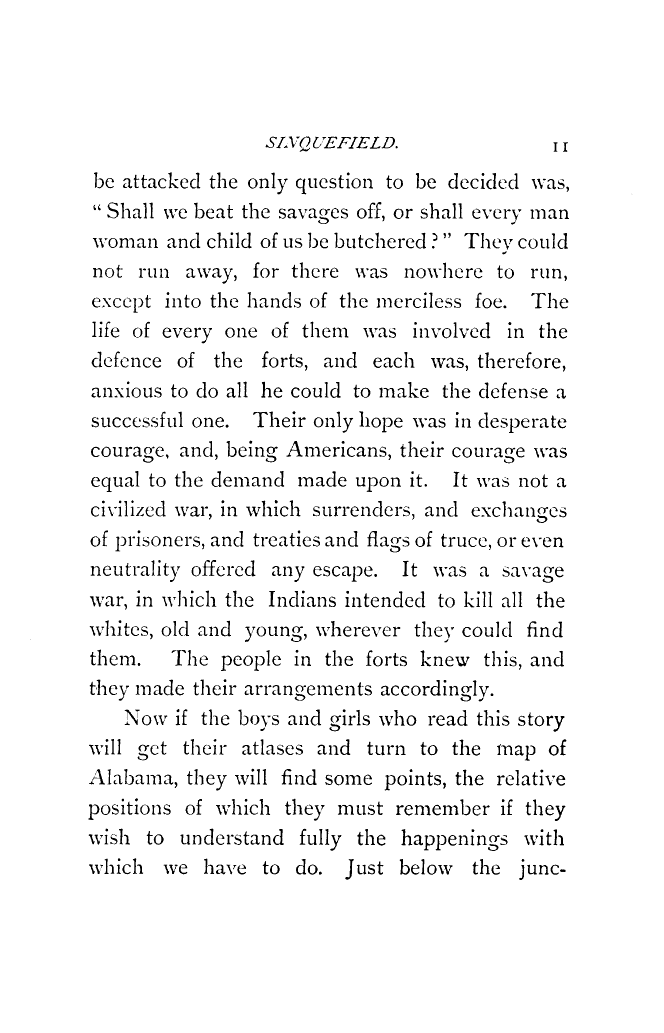 SINQUEFIELD. 11
be attacked the only question to be decided was,
“ Shall we beat the savages off, or shall every man
woman and child of us be butchered ? ” They could
not run away, for there was nowhere to run,
except into the hands of the merciless foe. The
life of every one of them was involved in the
defence of the forts, and each was, therefore,
anxious to do all he could to make the defense a
successful one. Their only hope was in desperate
courage, and, being Americans, their courage was
equal to the demand made upon it. It was not a
civilized war, in which surrenders, and exchanges
of prisoners, and treaties and flags of truce, or even
neutrality offered any escape. It was a savage
war, in which the Indians intended to kill all the
whites, old and young, wherever they could find
them. The people in the forts knew this, and
they made their arrangements accordingly.
Now if the boys and girls who read this story
will get their atlases and turn to the map of
Alabama, they will find some points, the relative
positions of which they must remember if they
wish to understand fully the happenings with
which we have to do. Just below the junc-